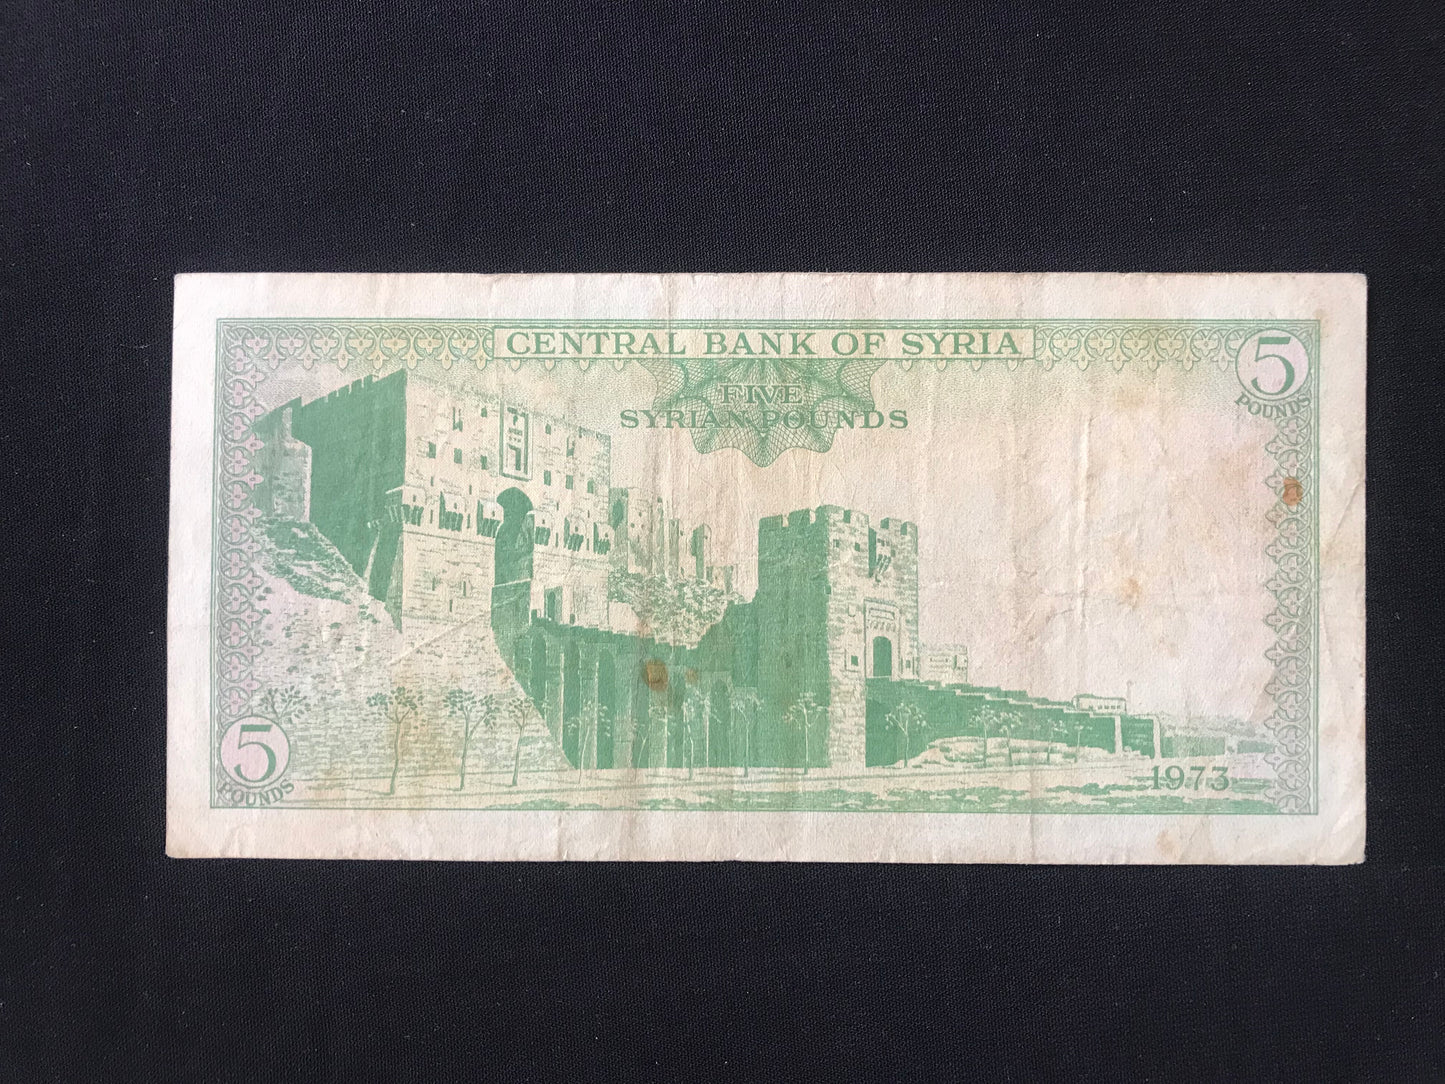 CENTRAL BANK OF SYRIA
FIVE
SYRIAN POUNDS
5
POUNDS
5
POUNDS
1973